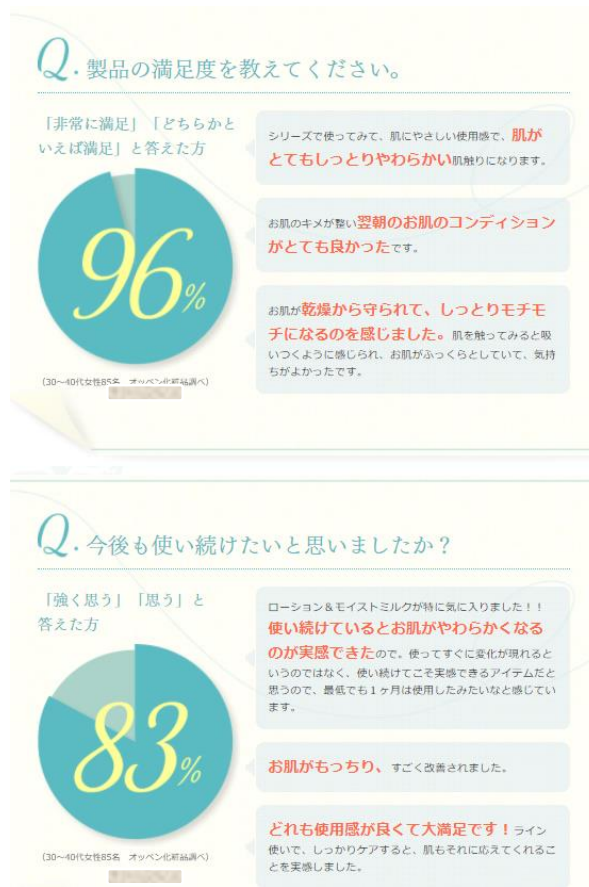 Q. 製品の満足度を教えてください。
「非常に満足」「どちらかと
いえば満足」と答えた方
96%
(30〜40代女性85名 オッペン化粧品調べ)
シリーズで使ってみて、肌にやさしい使用感で、肌が
とてもしっとりやわらかい肌触りになります。
お肌のキメが整い翌朝のお肌のコンディション
がとても良かったです。
お肌が乾燥から守られて、しっとりモチモ
チになるのを感じました。肌を触ってみると吸
いつくように感じられ、お肌がふっくらとしていて、気持
ちがよかったです。
Q. 今後も使い続けたいと思いましたか？
「強く思う」「思う」と
答えた方
83%
(30〜40代女性85名 オッペン化粧品調べ)
ローション＆モイストミルクが特に気に入りました！！
使い続けているとお肌がやわらかくなる
のが実感できたので。使ってすぐに変化が現れると
いうのではなく、使い続けてこそ実感できるアイテムだと
思うので、最低でも１ヶ月は使用したみたいなと感じてい
ます。
お肌がもっちり、すごく改善されました。
どれも使用感が良くて大満足です！ライン
使いで、しっかりケアすると、肌もそれに応えてくれるこ
とを実感しました。